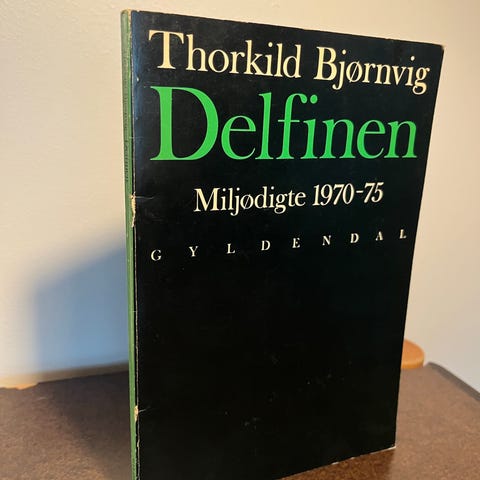 Thorkild Bjørnvig
Delfinen
Miljødigte 1970-75
GYLDENDAL